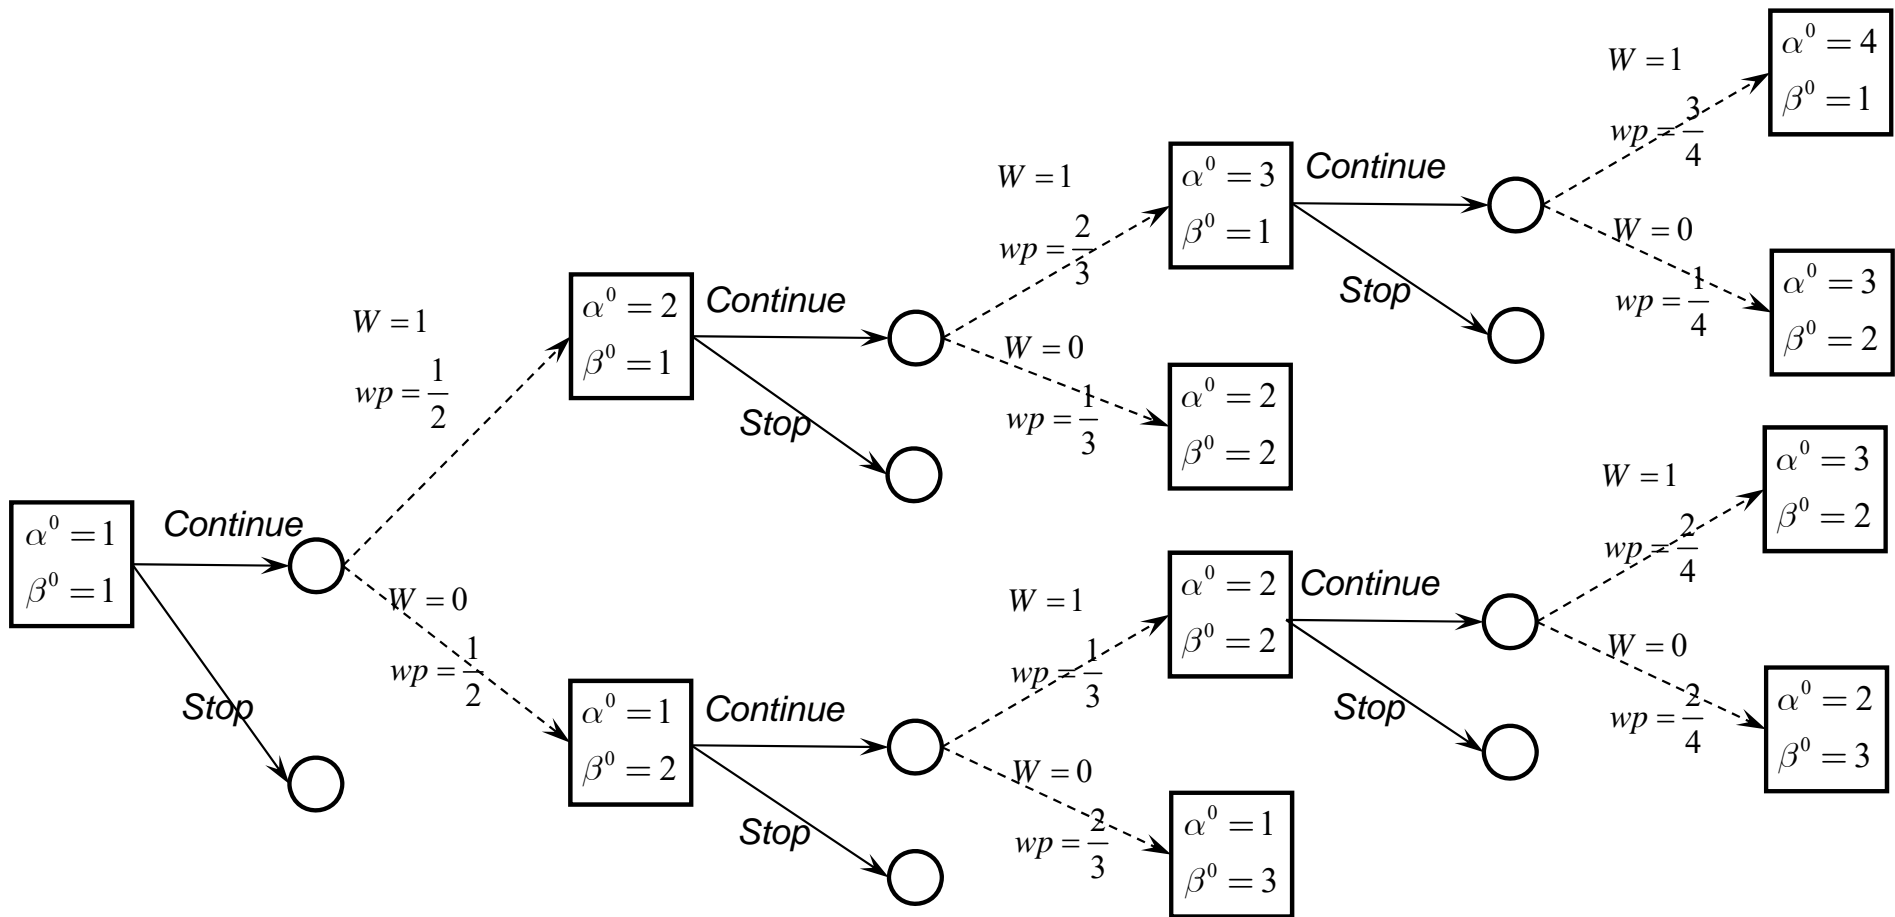 α⁰ = 1
β⁰ = 1
Continue
Stop
W = 1
wp = 1/2
W = 0
wp = 1/2
α⁰ = 2
β⁰ = 1
Continue
Stop
W = 1
wp = 2/3
W = 0
wp = 1/3
α⁰ = 1
β⁰ = 2
Continue
Stop
W = 1
wp = 1/3
W = 0
wp = 2/3
α⁰ = 3
β⁰ = 1
Continue
Stop
W = 1
wp = 3/4
W = 0
wp = 1/4
α⁰ = 4
β⁰ = 1
α⁰ = 3
β⁰ = 2
α⁰ = 2
β⁰ = 2
α⁰ = 2
β⁰ = 2
Continue
Stop
W = 1
wp = 2/4
W = 0
wp = 2/4
α⁰ = 3
β⁰ = 2
α⁰ = 2
β⁰ = 3
α⁰ = 1
β⁰ = 3